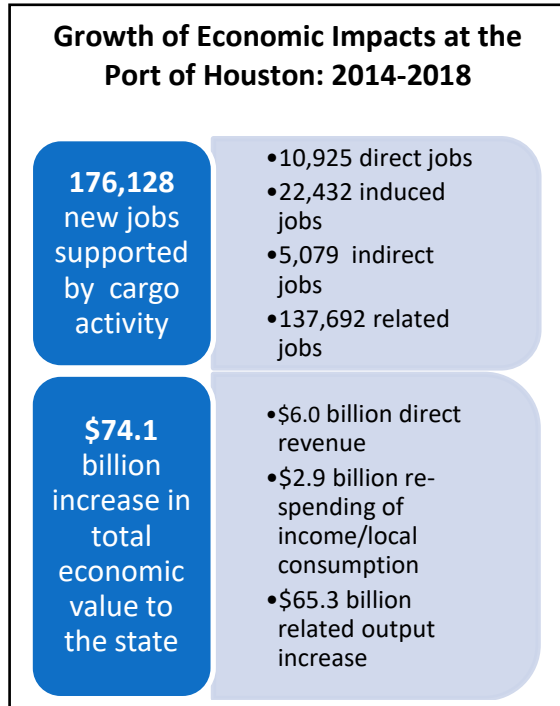 Growth of Economic Impacts at the
Port of Houston: 2014-2018
176,128
new jobs
supported
by cargo
activity
•10,925 direct jobs
•22,432 induced
jobs
•5,079 indirect
jobs
•137,692 related
jobs
$74.1
billion
increase in
total
economic
value to
the state
•$6.0 billion direct
revenue
•$2.9 billion re-
spending of
income/local
consumption
•$65.3 billion
related output
increase